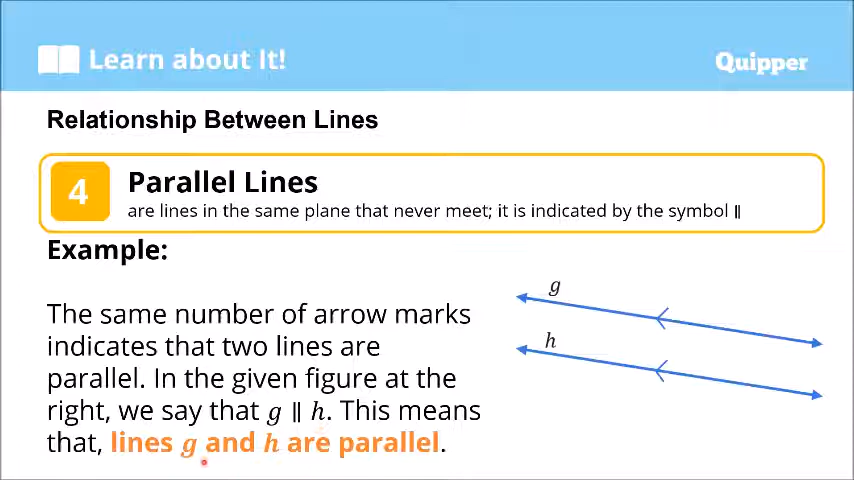 Learn about It!
Quipper
Relationship Between Lines
4
Parallel Lines
are lines in the same plane that never meet; it is indicated by the symbol ∥
Example:
The same number of arrow marks
indicates that two lines are
parallel. In the given figure at the
right, we say that g ∥ h. This means
that, lines g and h are parallel.
g
h